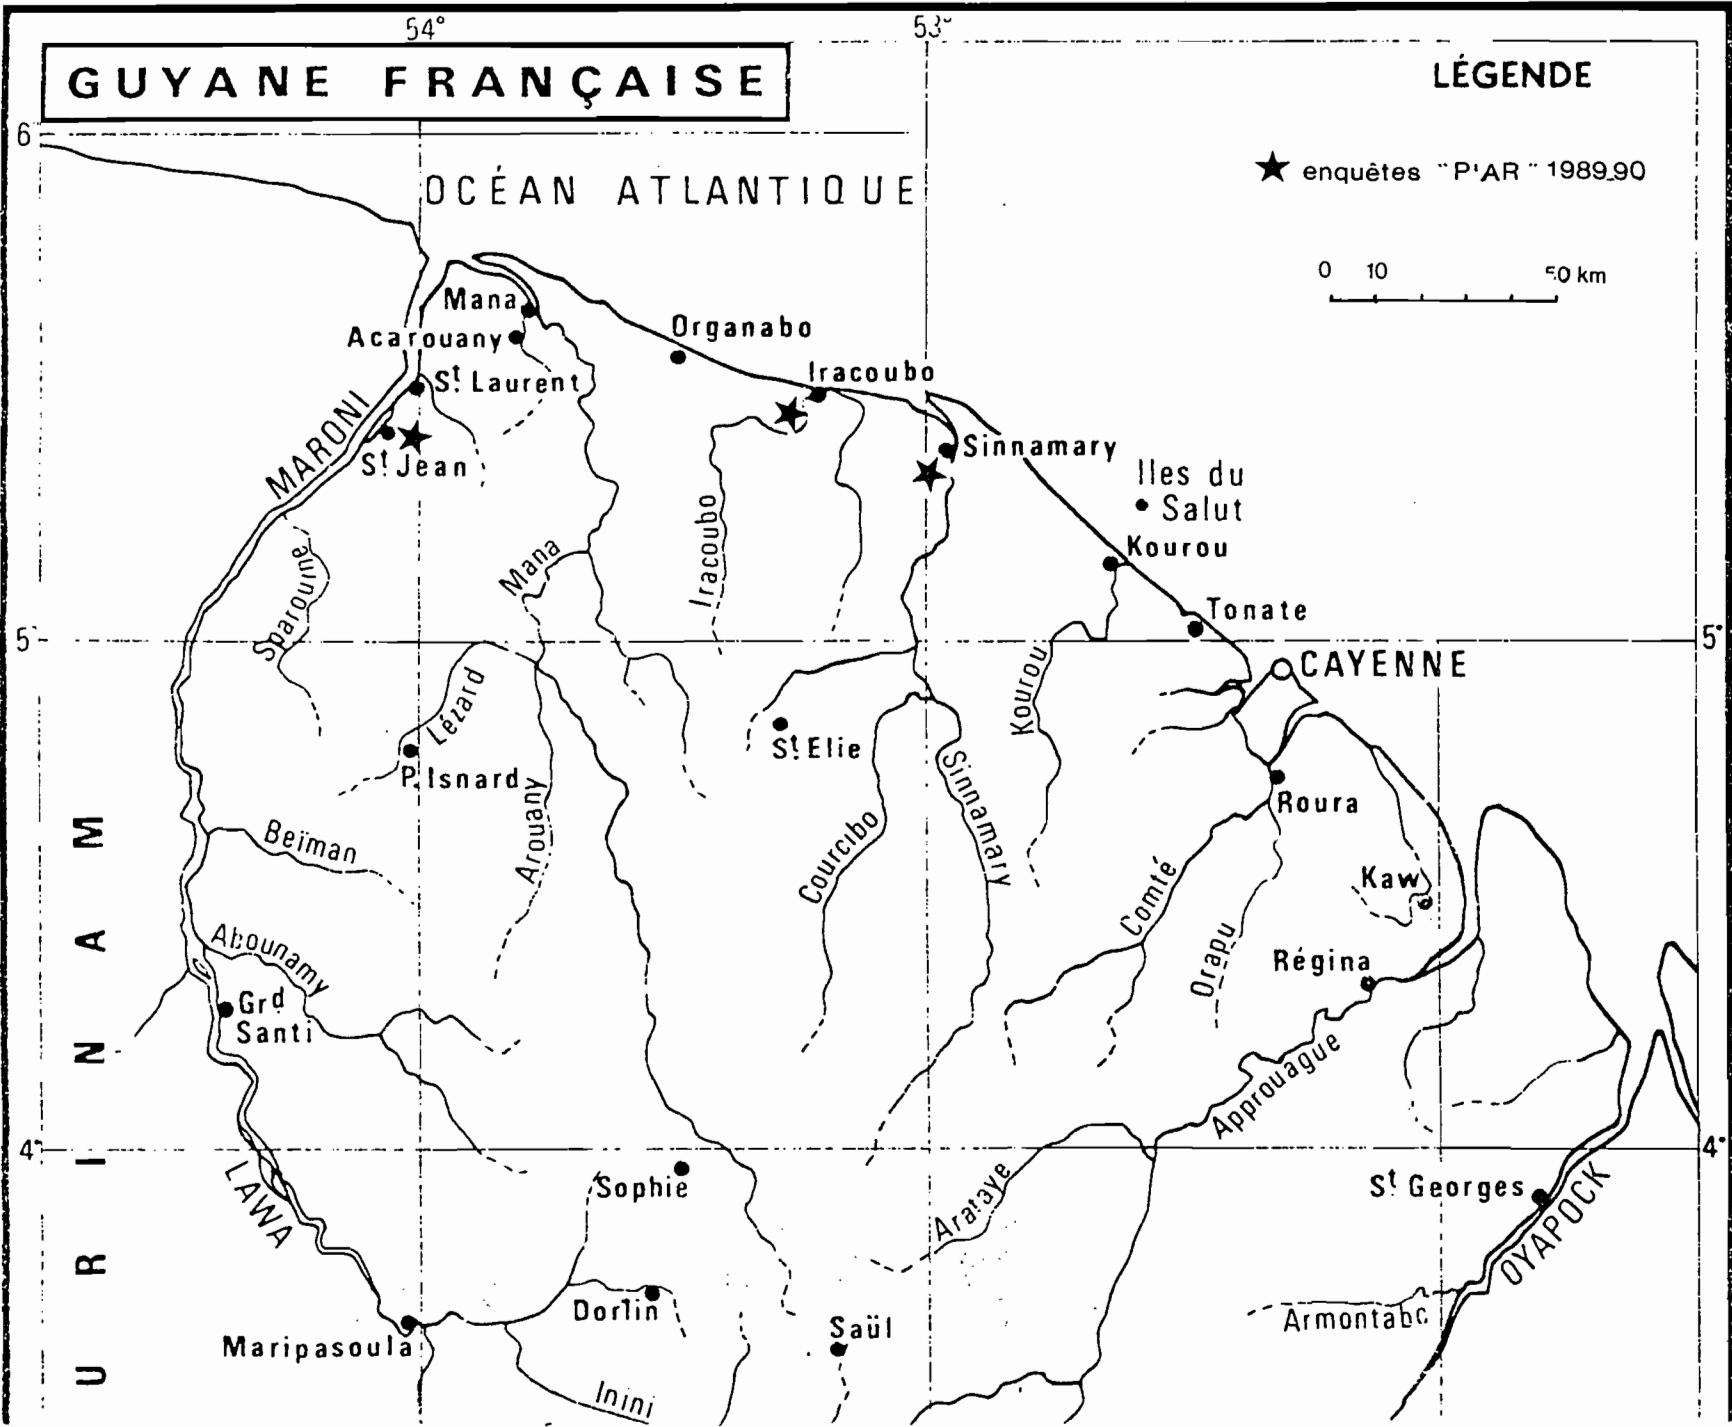 54°
53°
GUYANE FRANÇAISE
LÉGENDE
6
OCÉAN ATLANTIQUE
★ enquêtes "P'AR" 1989-90
0 10 50 km
Mana
Acarouany
Organabo
St Laurent
Iracoubo
MARONI
St Jean
Sinnamary
Iles du
Salut
Iracoubo
Mana
Kourou
Sparouine
Tonate
5°
5°
CAYENNE
Lézard
Kourou
St Elie
P. Isnard
Sinnamary
Roura
Arouany
Beïman
Courcibo
Comté
Kaw
Abounamy
Orapu
Régina
Grd
Santi
Approuague
4°
4°
Sophie
Arataye
St Georges
LAWA
OYAPOCK
Dorlin
Armontabo
Saül
Maripasoula
Inini
URINAM